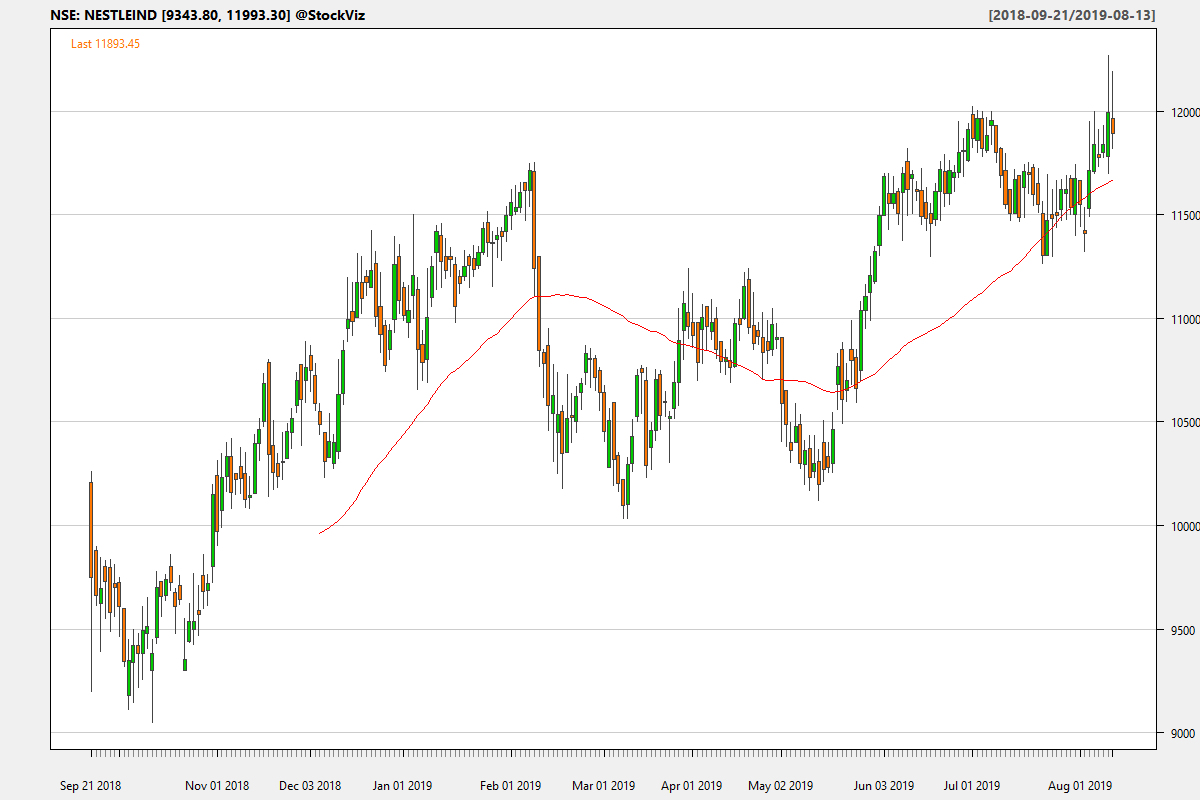 NSE: NESTLEIND [9343.80, 11993.30] @StockViz [2018-09-21/2019-08-13]
Last 11893.45
12000
11500
11000
10500
10000
9500
9000
Sep 21 2018 Nov 01 2018 Dec 03 2018 Jan 01 2019 Feb 01 2019 Mar 01 2019 Apr 01 2019 May 02 2019 Jun 03 2019 Jul 01 2019 Aug 01 2019